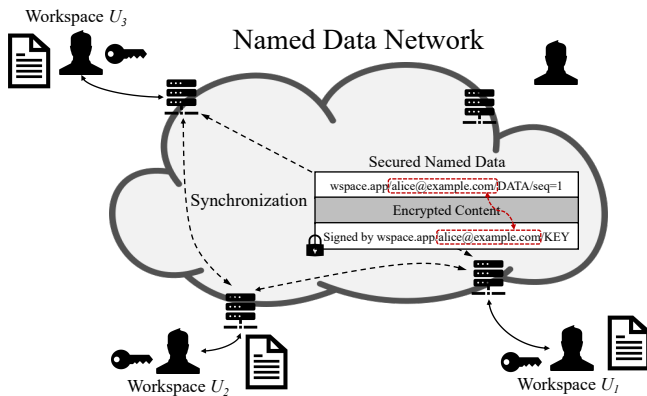 Workspace U3
Named Data Network
Secured Named Data
wspace.app/alice@example.com/DATA/seq=1
Synchronization
Encrypted Content
Signed by wspace.app/alice@example.com/KEY
Workspace U2
Workspace U1